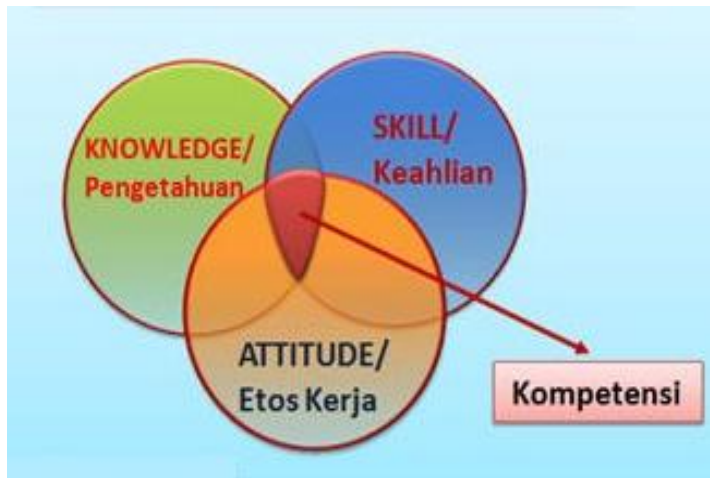 KNOWLEDGE/
Pengetahuan
SKILL/
Keahlian
ATTITUDE/
Etos Kerja
Kompetensi